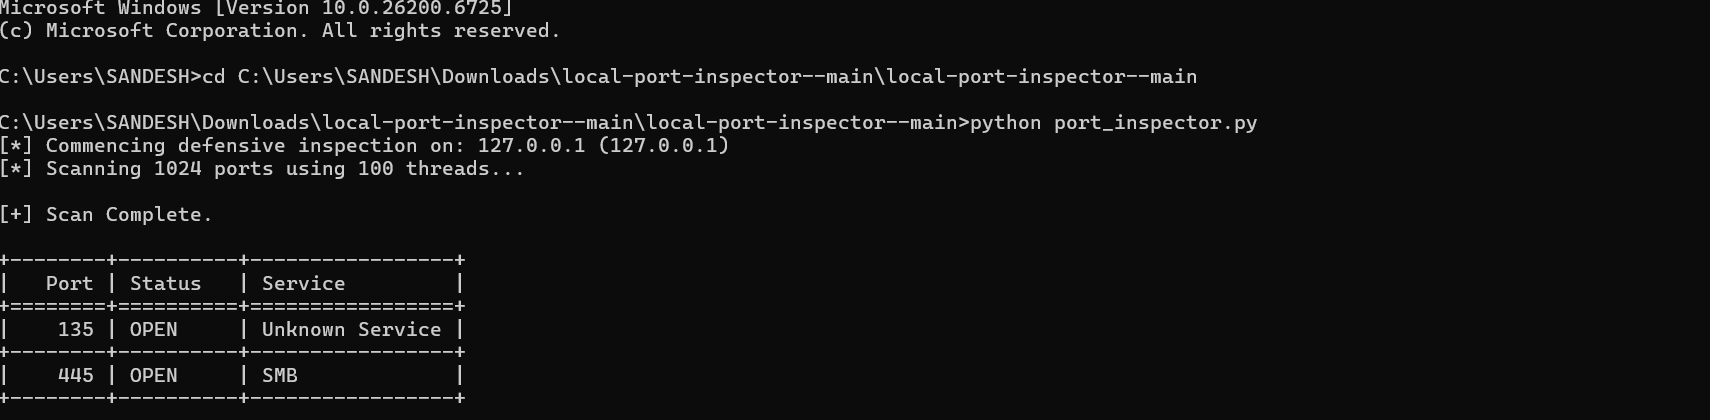 Microsoft Windows [Version 10.0.26200.6725]
(c) Microsoft Corporation. All rights reserved.
C:\Users\SANDESH>cd C:\Users\SANDESH\Downloads\local-port-inspector--main\local-port-inspector--main
C:\Users\SANDESH\Downloads\local-port-inspector--main\local-port-inspector--main>python port_inspector.py
[*] Commencing defensive inspection on: 127.0.0.1 (127.0.0.1)
[*] Scanning 1024 ports using 100 threads...
[+] Scan Complete.
+--------+----------+-----------------+
|   Port | Status   | Service         |
+========+==========+=================+
|    135 | OPEN     | Unknown Service |
+--------+----------+-----------------+
|    445 | OPEN     | SMB             |
+--------+----------+-----------------+